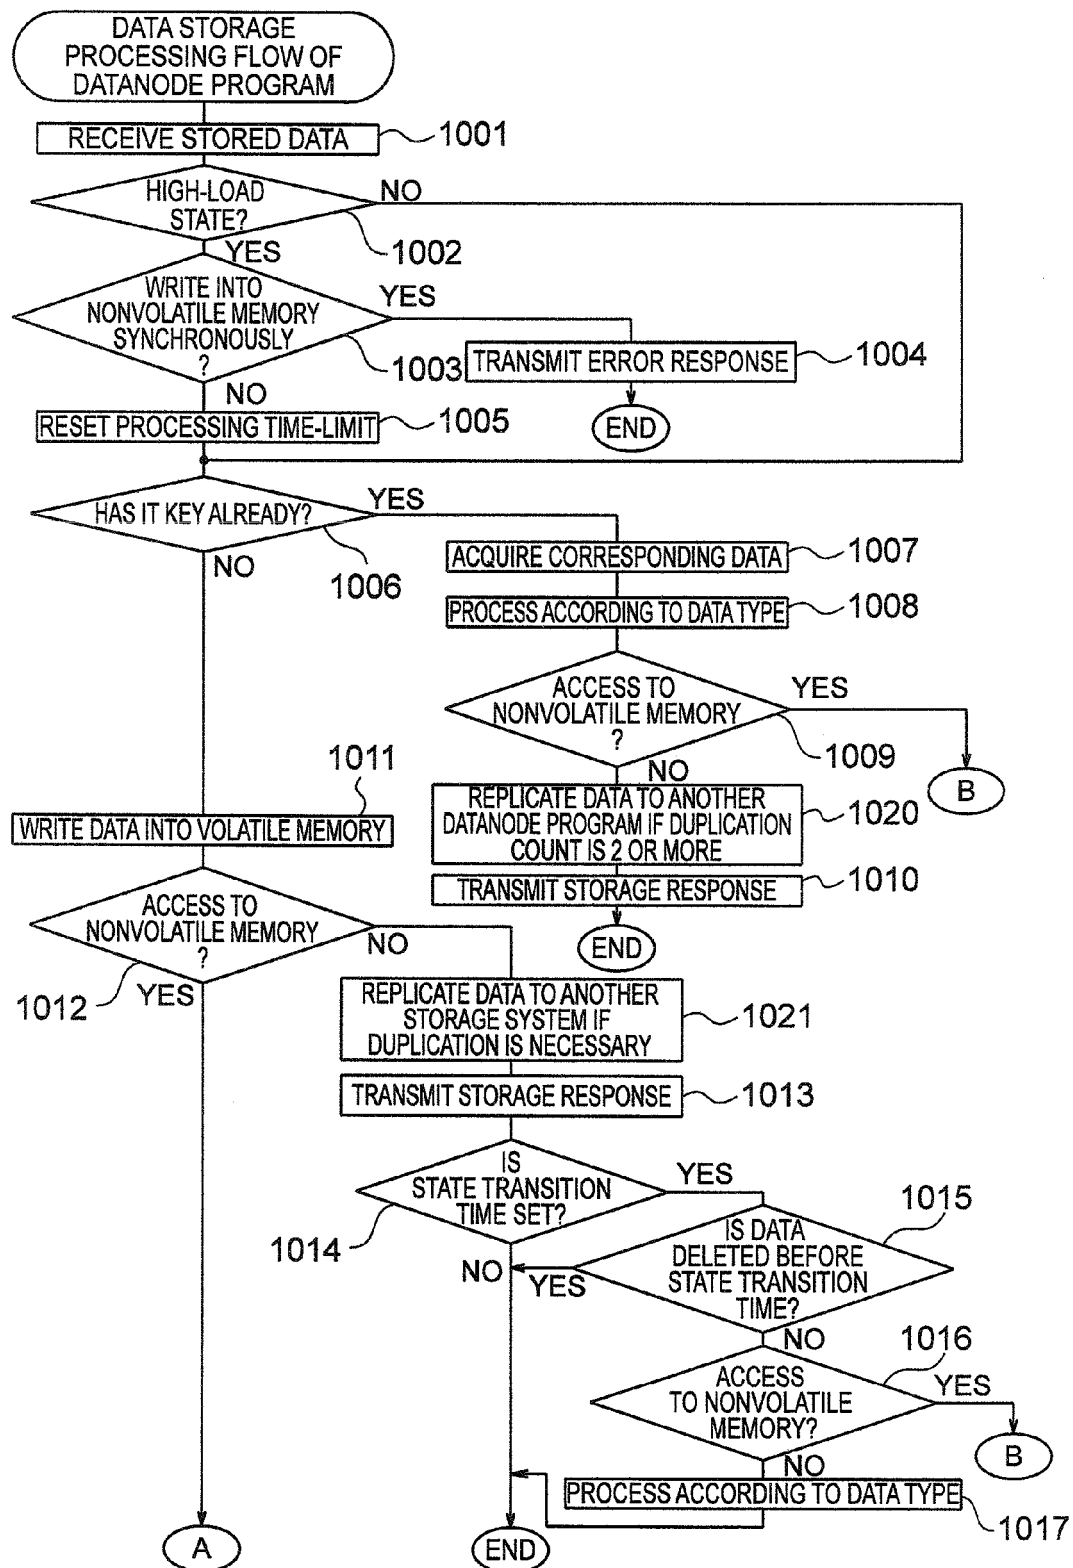 DATA STORAGE
PROCESSING FLOW OF
DATANODE PROGRAM
RECEIVE STORED DATA
1001
HIGH-LOAD
STATE?
NO
1002
YES
WRITE INTO
NONVOLATILE MEMORY
SYNCHRONOUSLY
?
YES
1003
TRANSMIT ERROR RESPONSE
1004
NO
END
RESET PROCESSING TIME-LIMIT
1005
HAS IT KEY ALREADY?
YES
1006
NO
ACQUIRE CORRESPONDING DATA
1007
PROCESS ACCORDING TO DATA TYPE
1008
ACCESS TO
NONVOLATILE MEMORY
?
YES
1009
B
NO
REPLICATE DATA TO ANOTHER
DATANODE PROGRAM IF DUPLICATION
COUNT IS 2 OR MORE
1020
TRANSMIT STORAGE RESPONSE
1010
END
1011
WRITE DATA INTO VOLATILE MEMORY
ACCESS TO
NONVOLATILE MEMORY
?
NO
1012
YES
REPLICATE DATA TO ANOTHER
STORAGE SYSTEM IF
DUPLICATION IS NECESSARY
1021
TRANSMIT STORAGE RESPONSE
1013
IS
STATE TRANSITION
TIME SET?
YES
1014
NO
1015
IS DATA
DELETED BEFORE
STATE TRANSITION
TIME?
YES
NO
1016
ACCESS
TO NONVOLATILE
MEMORY?
YES
B
NO
PROCESS ACCORDING TO DATA TYPE
1017
A
END